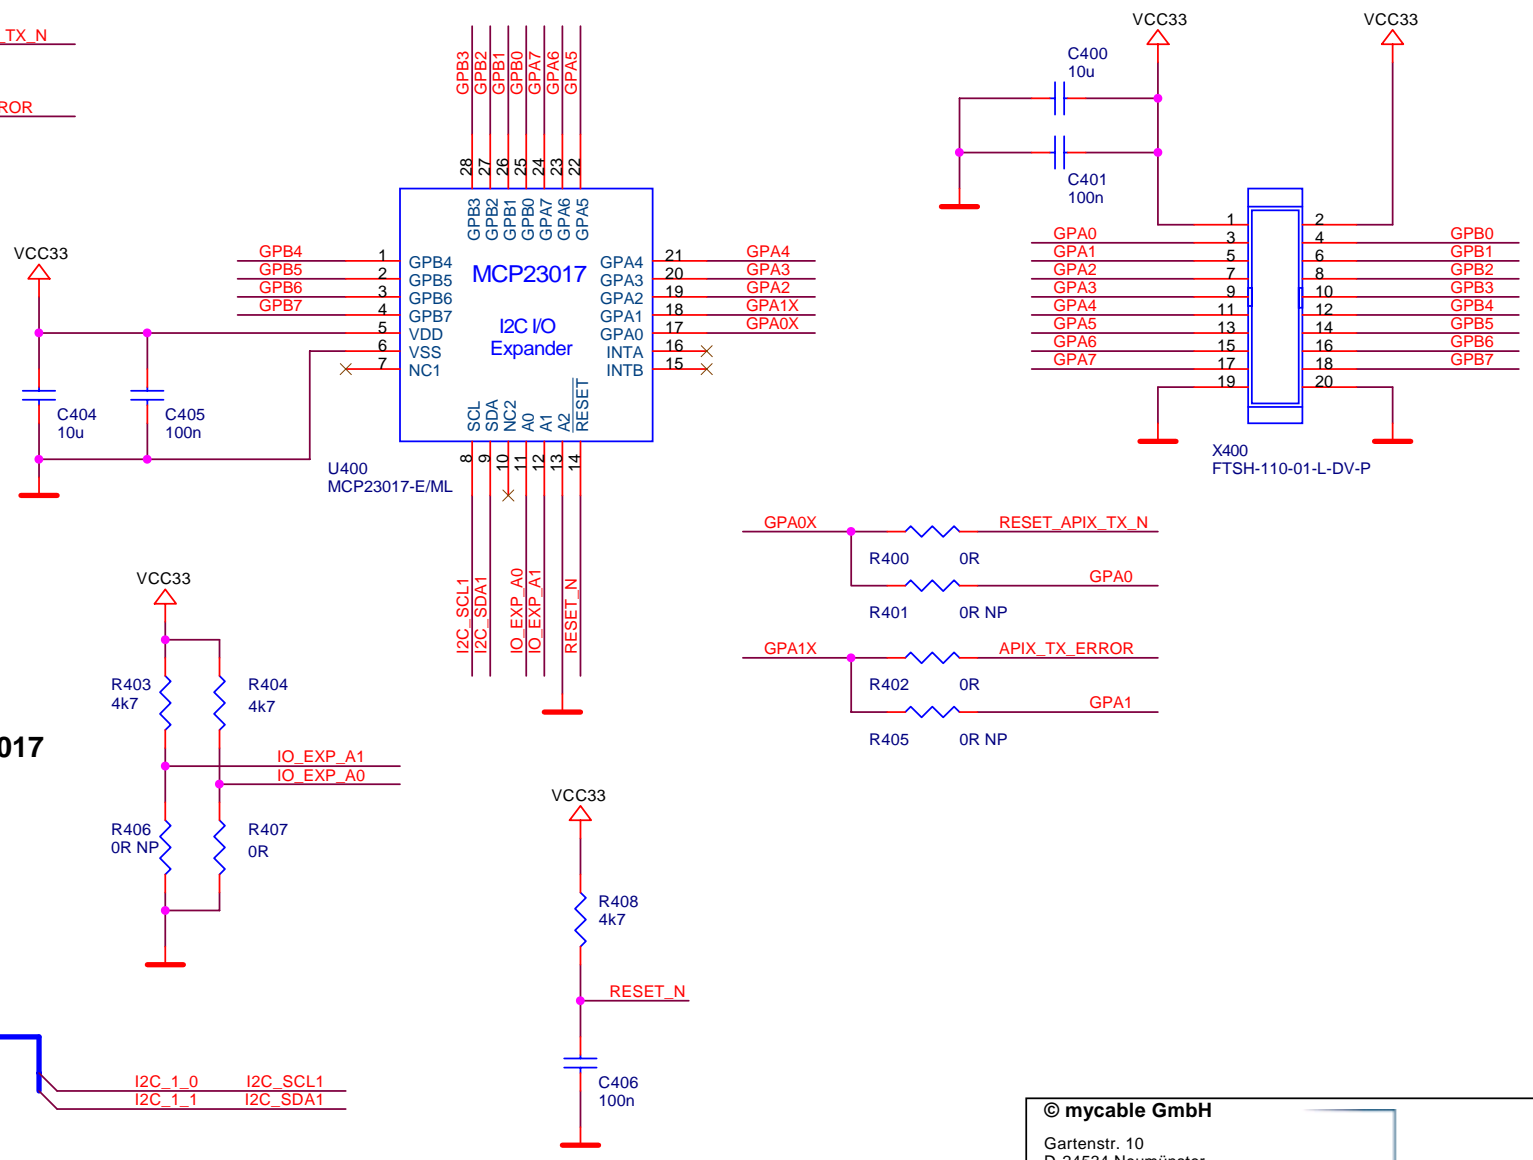 _TX_N
ROR
GPB3
GPB2
GPB1
GPB0
GPA7
GPA6
GPA5
28
27
26
25
24
23
22
GPB3
GPB2
GPB1
GPB0
GPA7
GPA6
GPA5
VCC33
GPB4
GPB5
GPB6
GPB7
1
2
3
4
5
6
7
GPB4
GPB5
GPB6
GPB7
VDD
VSS
NC1
MCP23017
I2C I/O
Expander
GPA4
GPA3
GPA2
GPA1
GPA0
INTA
INTB
21
20
19
18
17
16
15
GPA4
GPA3
GPA2
GPA1X
GPA0X
SCL
SDA
NC2
A0
A1
A2
RESET
8
9
10
11
12
13
14
I2C_SCL1
I2C_SDA1
IO_EXP_A0
IO_EXP_A1
RESET_N
C404
10u
C405
100n
U400
MCP23017-E/ML
VCC33
VCC33
C400
10u
C401
100n
GPA0
GPA1
GPA2
GPA3
GPA4
GPA5
GPA6
GPA7
1
3
5
7
9
11
13
15
17
19
2
4
6
8
10
12
14
16
18
20
GPB0
GPB1
GPB2
GPB3
GPB4
GPB5
GPB6
GPB7
X400
FTSH-110-01-L-DV-P
GPA0X
RESET_APIX_TX_N
R400 0R
GPA0
R401 0R NP
GPA1X
APIX_TX_ERROR
R402 0R
GPA1
R405 0R NP
VCC33
R403
4k7
R404
4k7
017
IO_EXP_A1
IO_EXP_A0
R406
0R NP
R407
0R
VCC33
R408
4k7
RESET_N
C406
100n
I2C_1_0 I2C_SCL1
I2C_1_1 I2C_SDA1
© mycable GmbH
Gartenstr. 10
D-24534 Neumünster